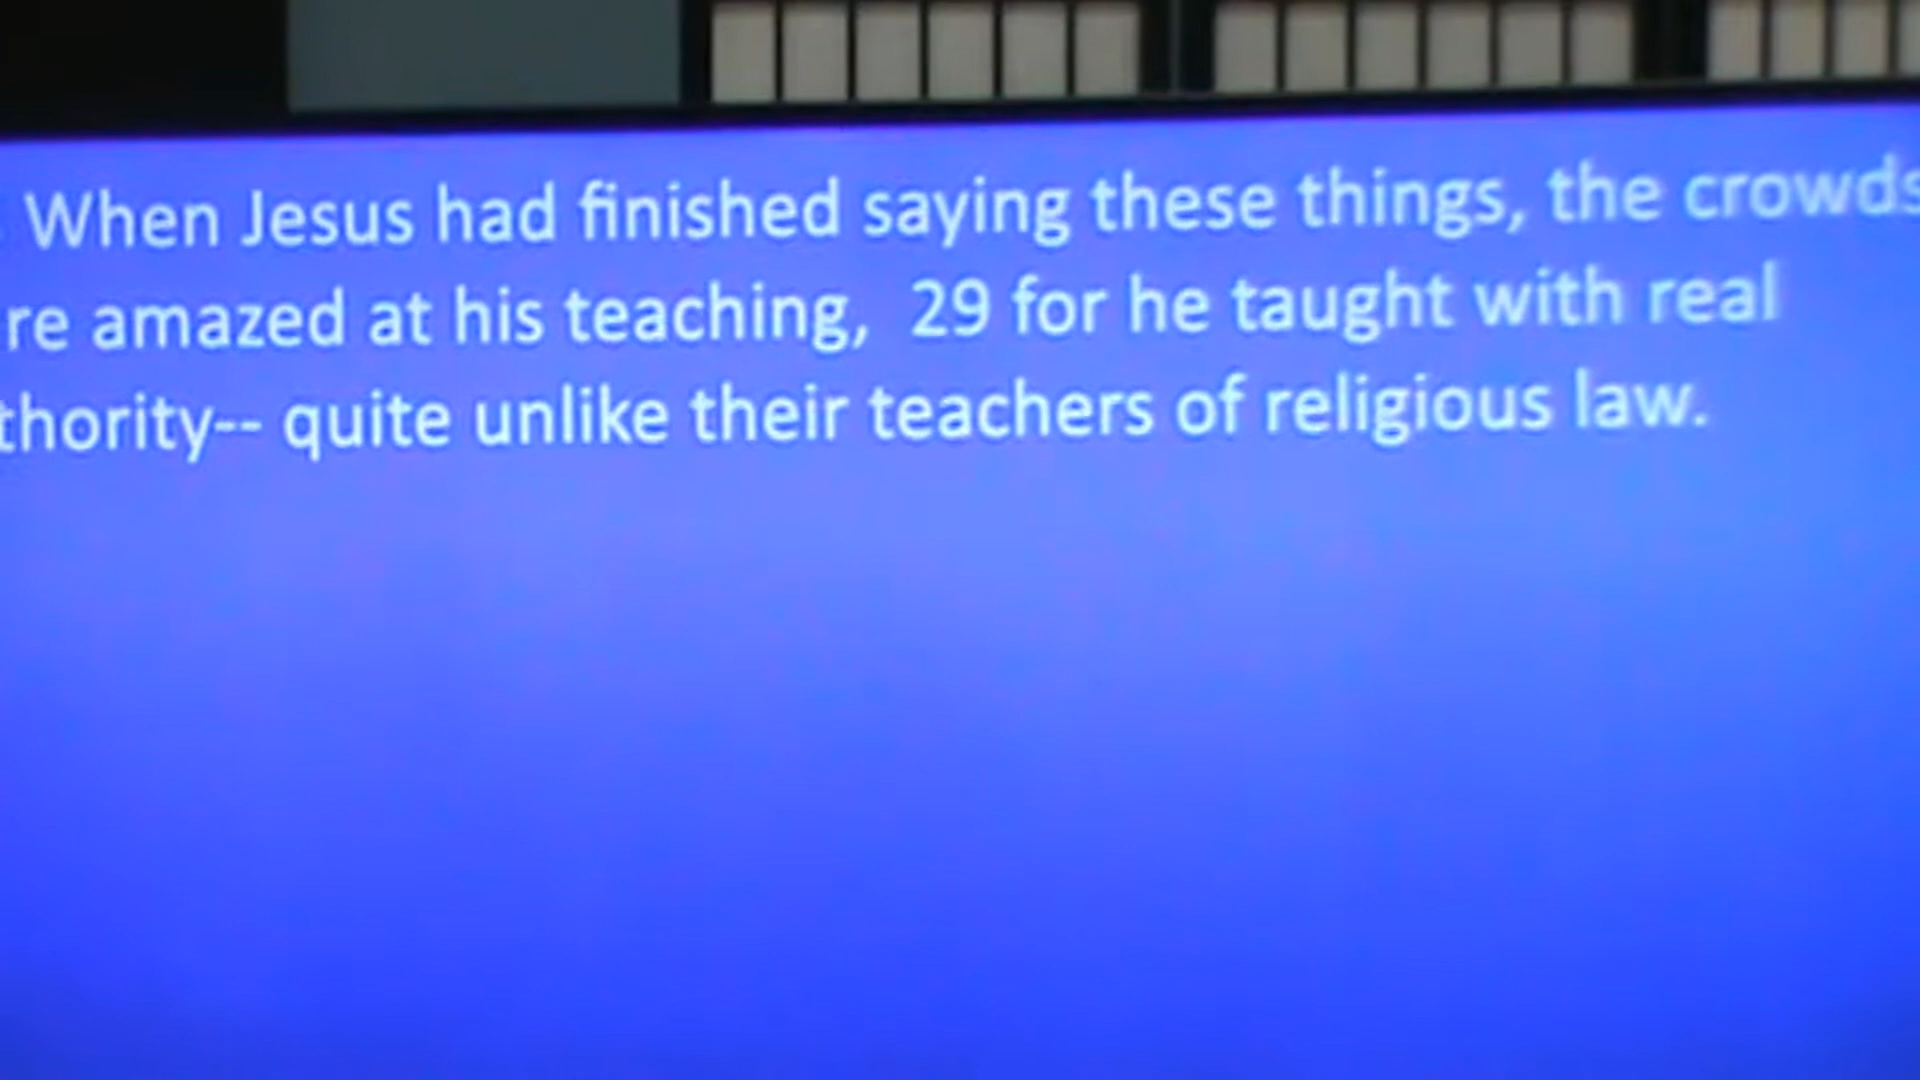 When Jesus had finished saying these things, the crowds
re amazed at his teaching, 29 for he taught with real
thority-- quite unlike their teachers of religious law.